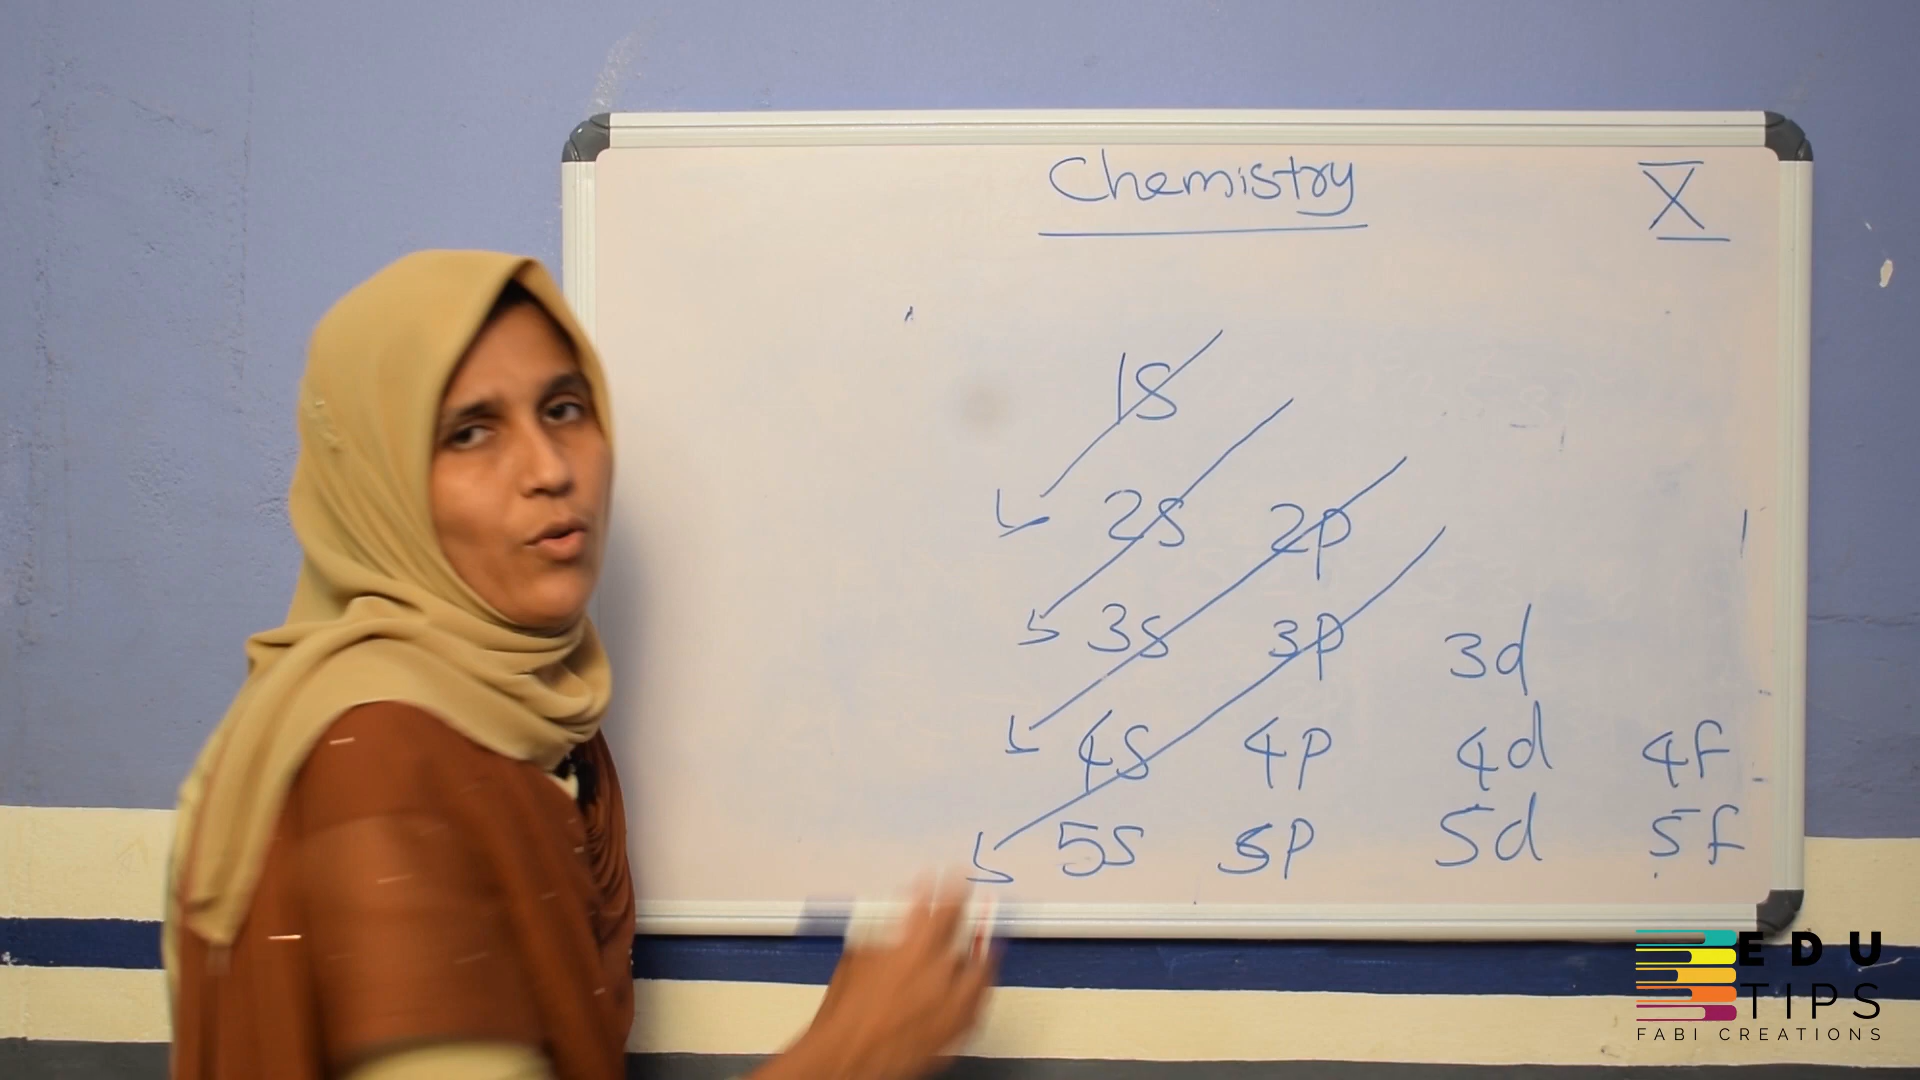 Chemistry X
1s
2s 2p
3s 3p 3d
4s 4p 4d 4f
5s 5p 5d 5f
EDU
TIPS
FABI CREATIONS